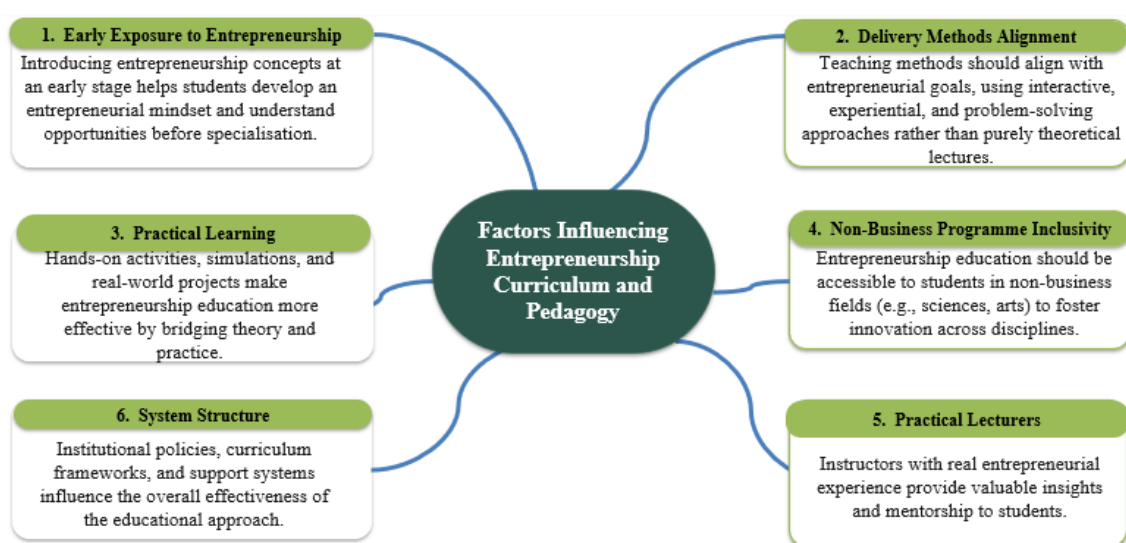 1. Early Exposure to Entrepreneurship
Introducing entrepreneurship concepts at
an early stage helps students develop an
entrepreneurial mindset and understand
opportunities before specialisation.
2. Delivery Methods Alignment
Teaching methods should align with
entrepreneurial goals, using interactive,
experiential, and problem-solving
approaches rather than purely theoretical
lectures.
Factors Influencing
Entrepreneurship
Curriculum and
Pedagogy
3. Practical Learning
Hands-on activities, simulations, and
real-world projects make
entrepreneurship education more
effective by bridging theory and
practice.
4. Non-Business Programme Inclusivity
Entrepreneurship education should be
accessible to students in non-business
fields (e.g., sciences, arts) to foster
innovation across disciplines.
6. System Structure
Institutional policies, curriculum
frameworks, and support systems
influence the overall effectiveness of
the educational approach.
5. Practical Lecturers
Instructors with real entrepreneurial
experience provide valuable insights
and mentorship to students.